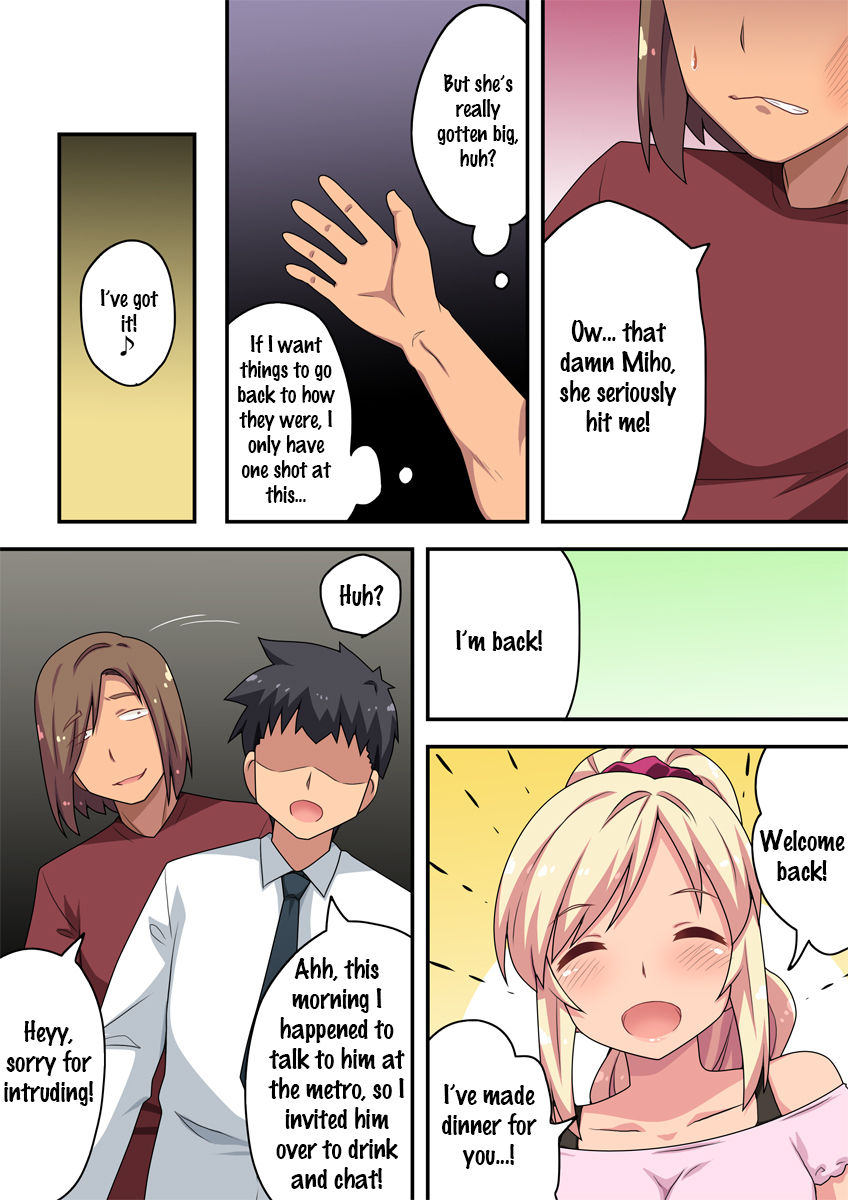 Ow... that
damn Miho,
she seriously
hit me!
But she's
really
gotten big,
huh?
If I want
things to go
back to how
they were, I
only have
one shot at
this...
I've got
it!
♪
I'm back!
Welcome
back!
I've made
dinner for
you...!
Huh?
Ahh, this
morning I
happened to
talk to him at
the metro, so I
invited him
over to drink
and chat!
Heyy,
sorry for
intruding!